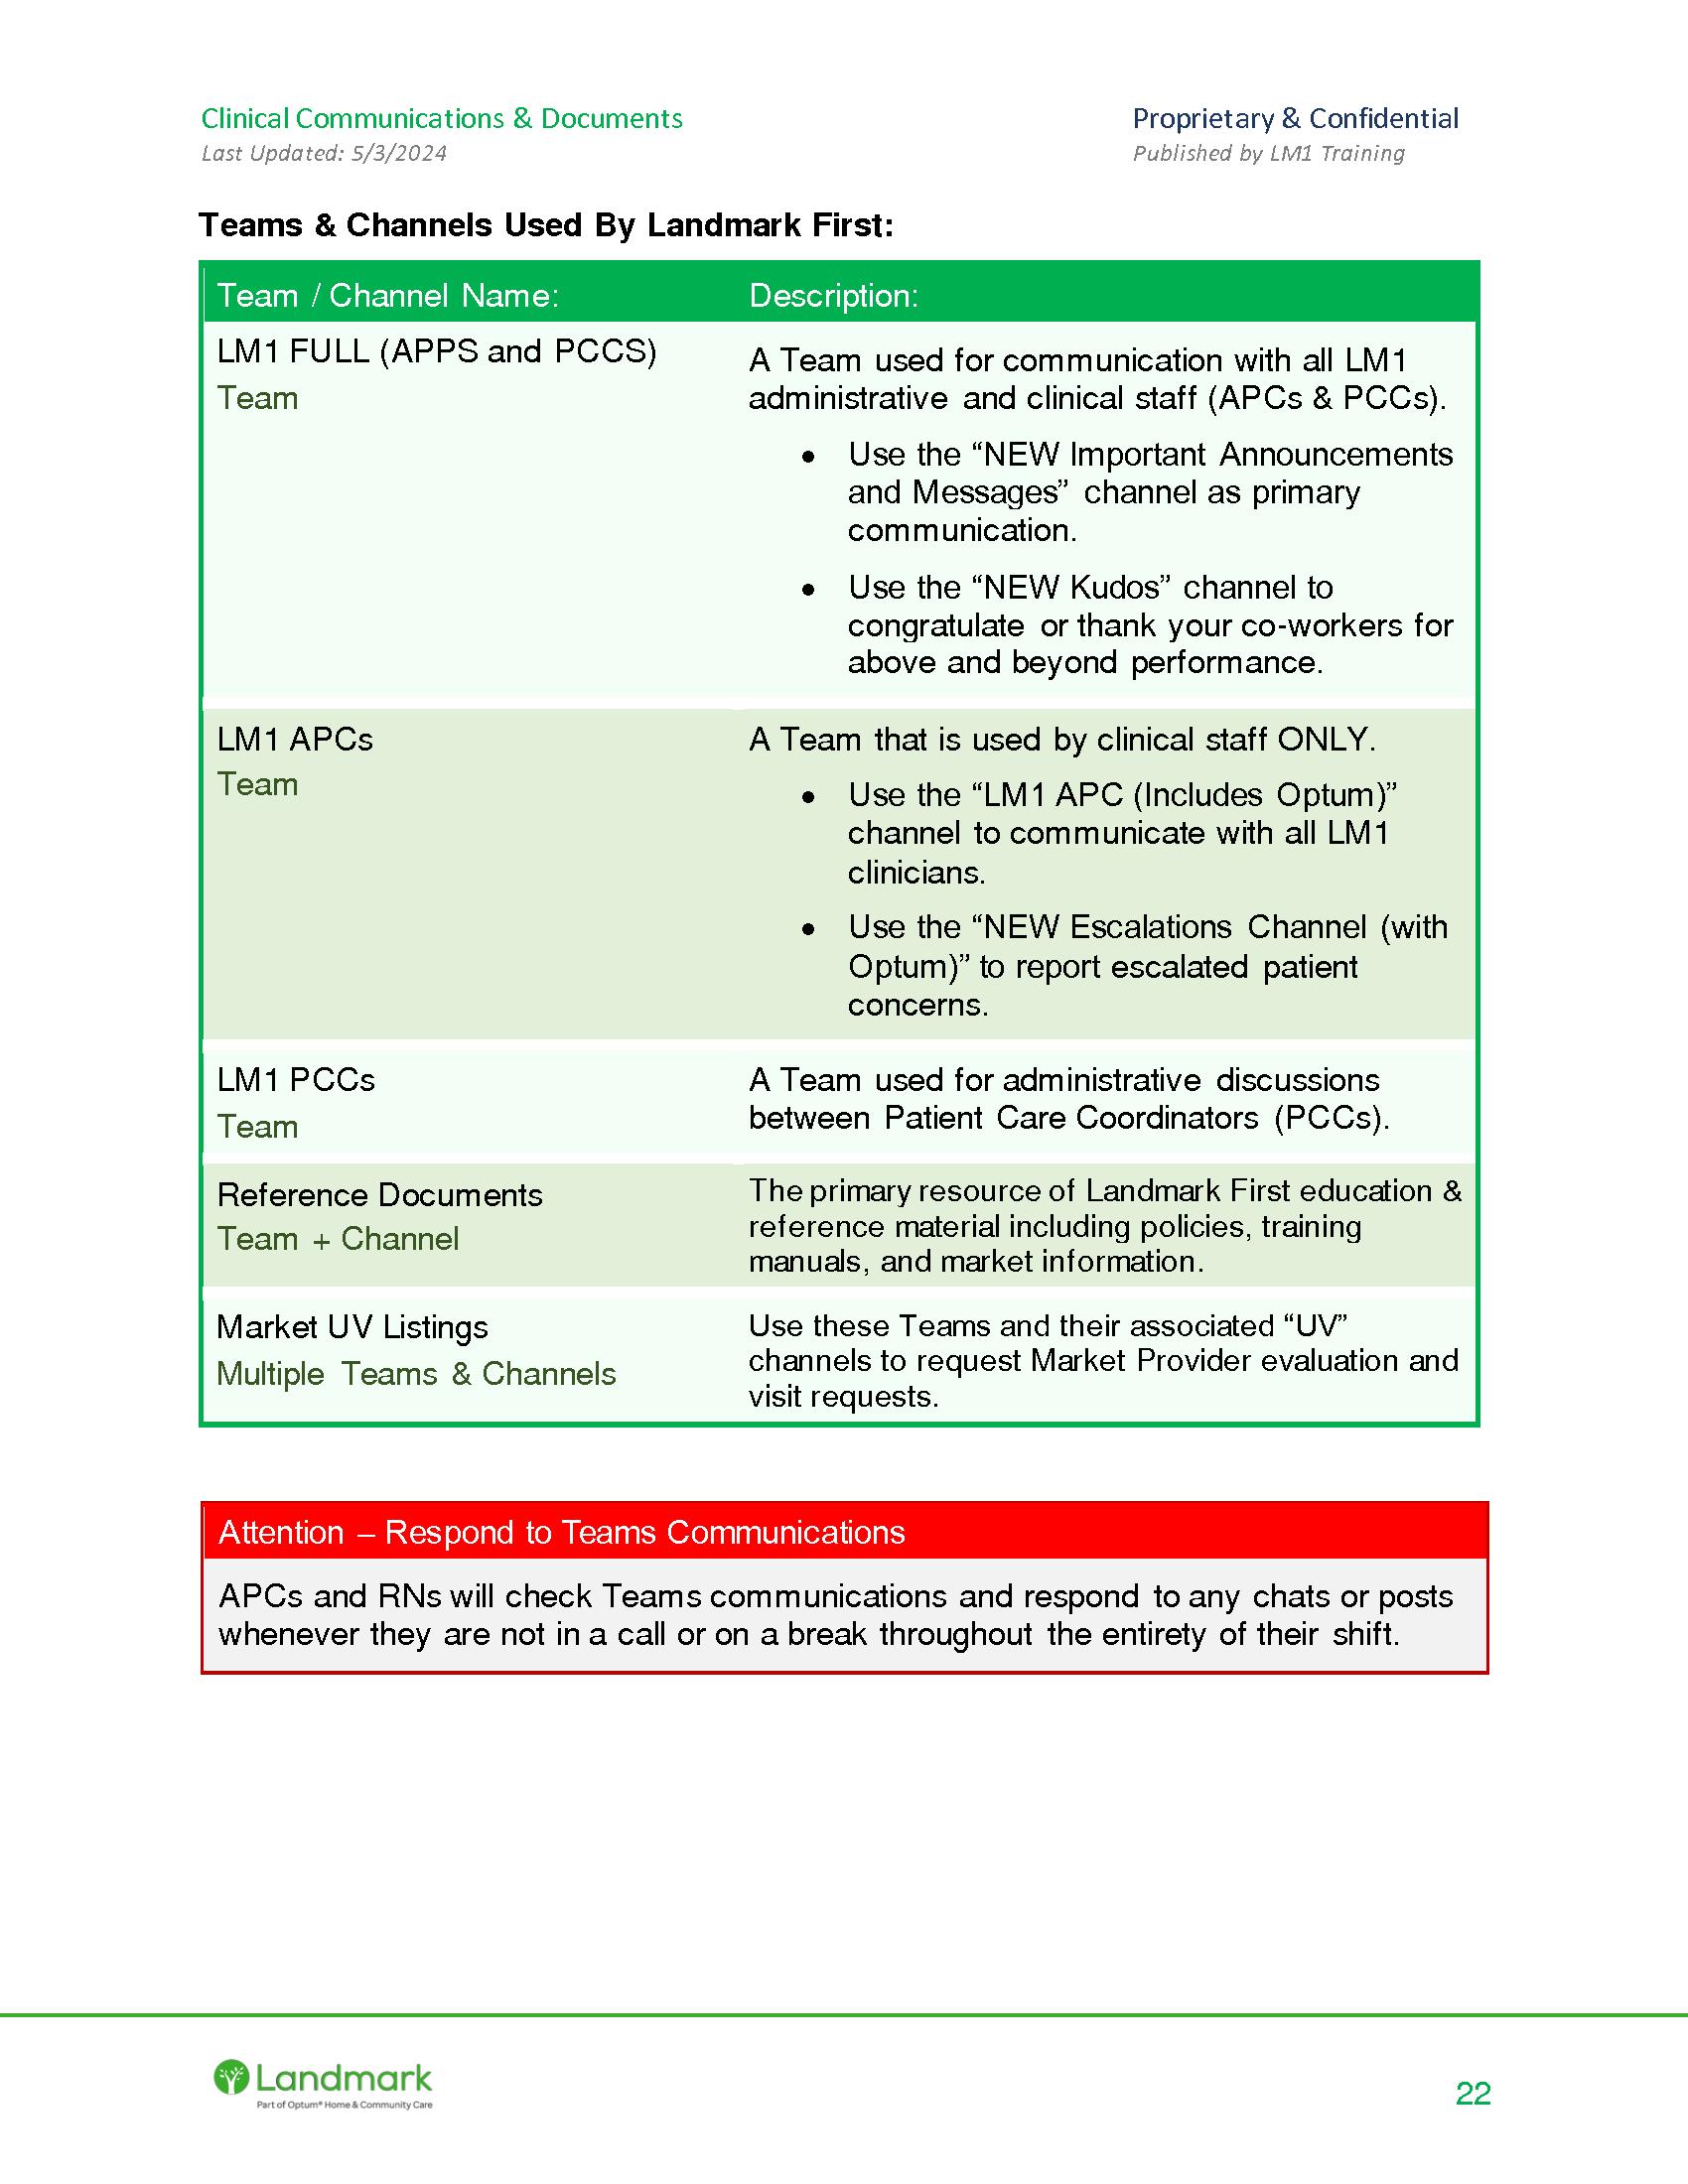 Clinical Communications & Documents
Proprietary & Confidential
Last Updated: 5/3/2024
Published by LM1 Training
Teams & Channels Used By Landmark First:
Team / Channel Name:
Description:
LM1 FULL (APPS and PCCS)
Team
A Team used for communication with all LM1
administrative and clinical staff (APCs & PCCs).
• Use the “NEW Important Announcements
and Messages” channel as primary
communication.
• Use the “NEW Kudos” channel to
congratulate or thank your co-workers for
above and beyond performance.
LM1 APCs
Team
A Team that is used by clinical staff ONLY.
• Use the “LM1 APC (Includes Optum)”
channel to communicate with all LM1
clinicians.
• Use the “NEW Escalations Channel (with
Optum)” to report escalated patient
concerns.
LM1 PCCs
Team
A Team used for administrative discussions
between Patient Care Coordinators (PCCs).
Reference Documents
Team + Channel
The primary resource of Landmark First education &
reference material including policies, training
manuals, and market information.
Market UV Listings
Multiple Teams & Channels
Use these Teams and their associated “UV”
channels to request Market Provider evaluation and
visit requests.
Attention – Respond to Teams Communications
APCs and RNs will check Teams communications and respond to any chats or posts
whenever they are not in a call or on a break throughout the entirety of their shift.
Landmark
Part of Optum® Home & Community Care
22